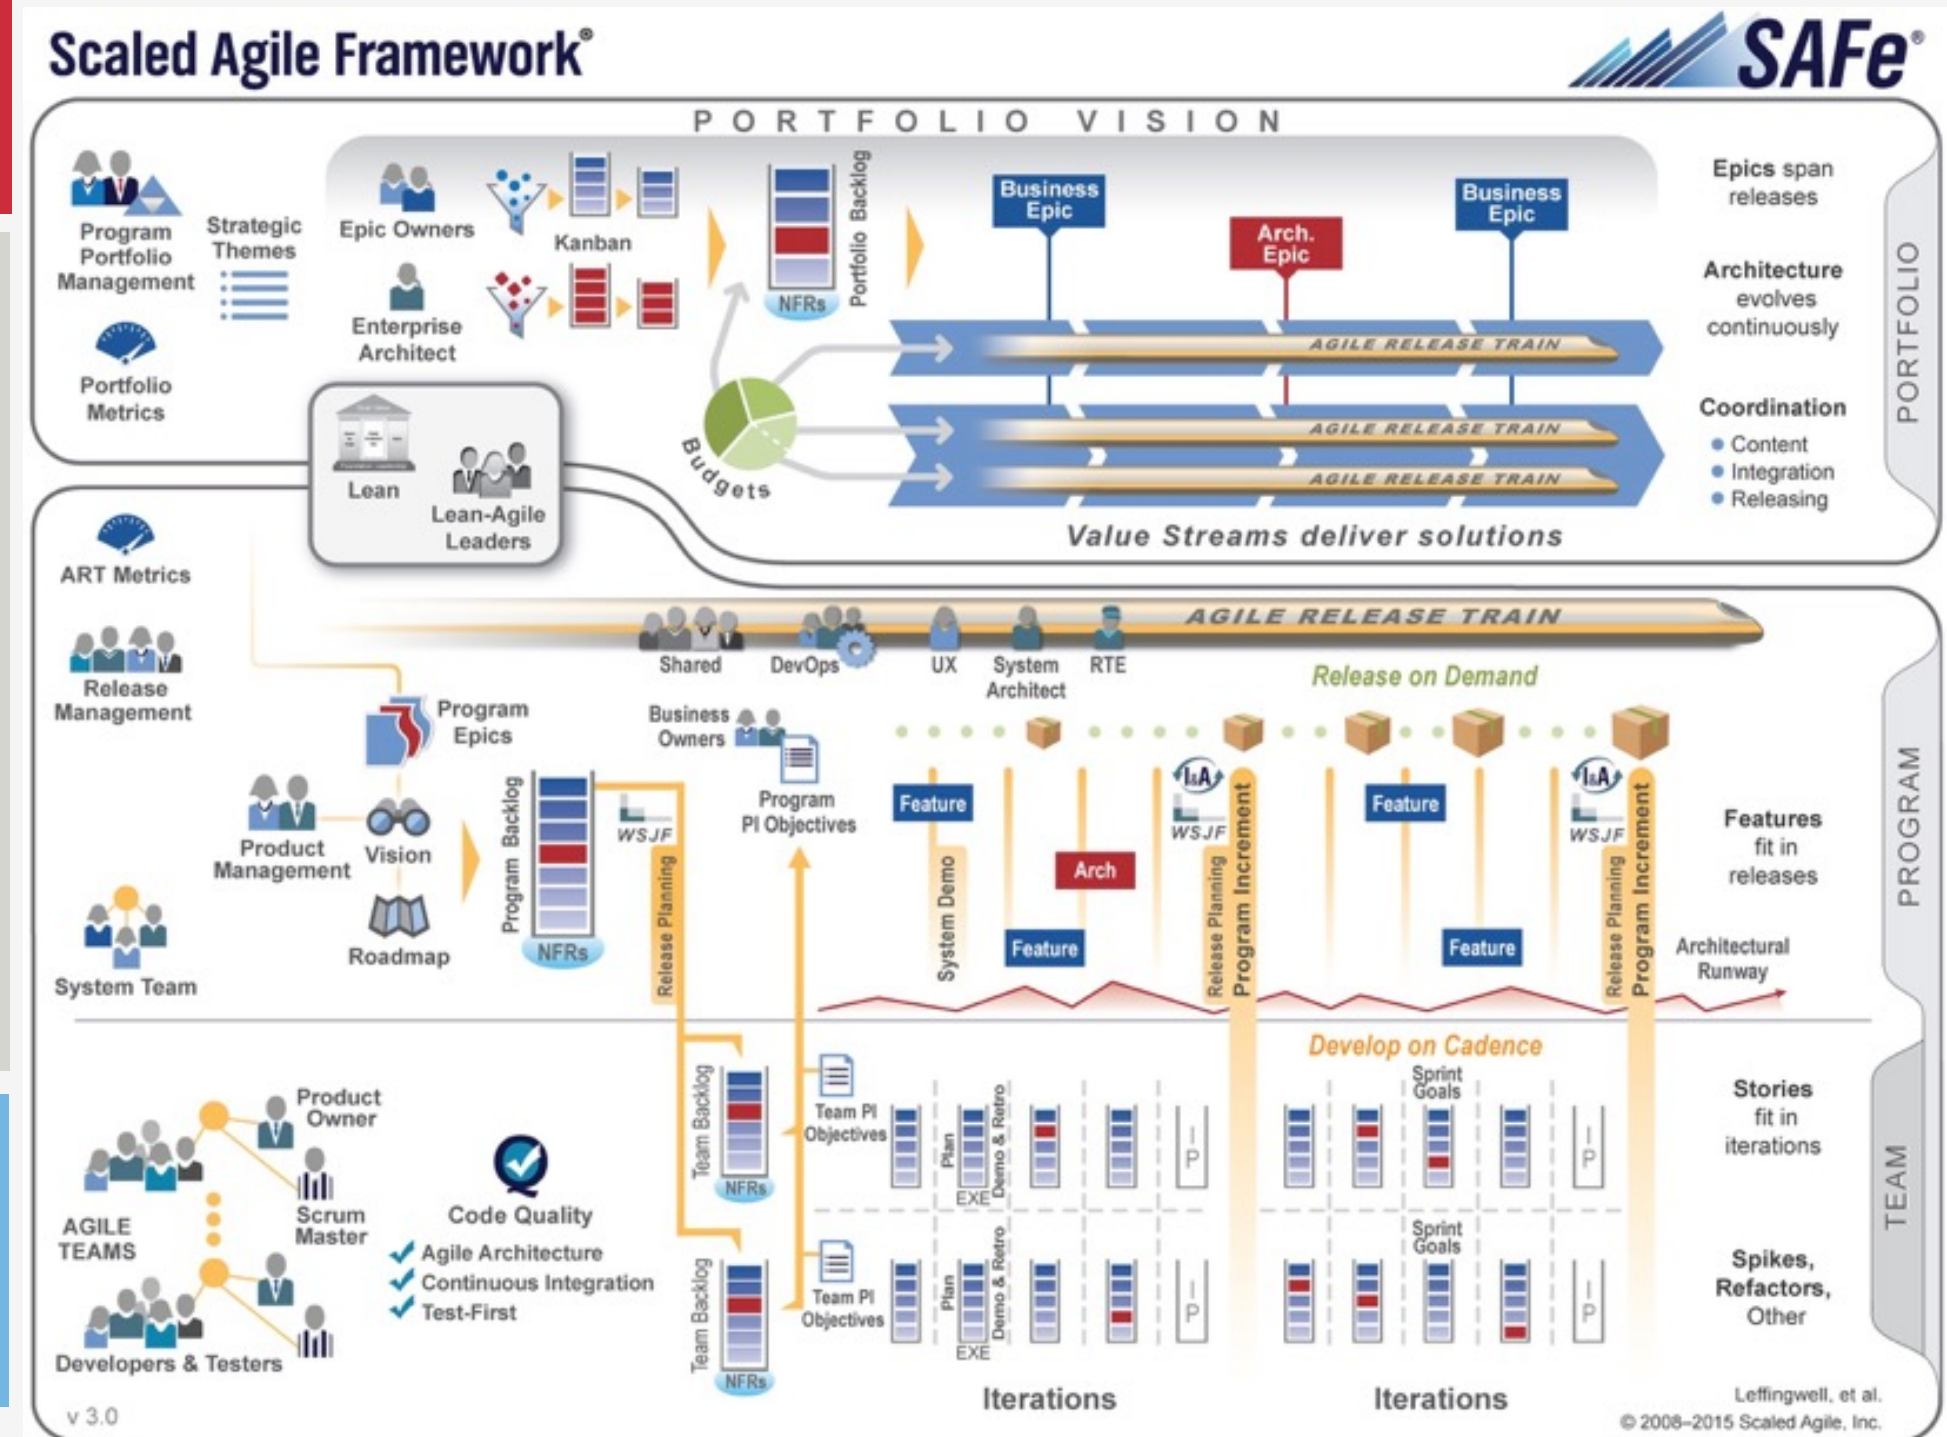 Scaled Agile Framework®
SAFe®
PORTFOLIO VISION
Program
Portfolio
Management
Strategic
Themes
Portfolio
Metrics
Epic Owners
Enterprise
Architect
Kanban
Portfolio Backlog
NFRs
Budgets
Business
Epic
Arch.
Epic
Business
Epic
AGILE RELEASE TRAIN
AGILE RELEASE TRAIN
AGILE RELEASE TRAIN
Value Streams deliver solutions
Epics span
releases
Architecture
evolves
continuously
Coordination
Content
Integration
Releasing
PORTFOLIO
Lean
Lean-Agile
Leaders
ART Metrics
Release
Management
AGILE RELEASE TRAIN
Shared
DevOps
UX
System
Architect
RTE
Release on Demand
Program
Epics
Product
Management
Vision
Roadmap
System Team
Program Backlog
NFRs
WSJF
Release Planning
Business
Owners
Program
PI Objectives
Feature
System Demo
Feature
Arch
I&A
WSJF
Release Planning
Program Increment
Feature
Feature
I&A
WSJF
Release Planning
Program Increment
Features
fit in
releases
Architectural
Runway
PROGRAM
Develop on Cadence
Product
Owner
Scrum
Master
AGILE
TEAMS
Developers & Testers
Code Quality
Agile Architecture
Continuous Integration
Test-First
Team Backlog
NFRs
Team PI
Objectives
Plan
EXE
Demo & Retro
I
P
Sprint
Goals
I
P
Team Backlog
NFRs
Team PI
Objectives
Plan
EXE
Demo & Retro
I
P
Sprint
Goals
I
P
Iterations
Iterations
Stories
fit in
iterations
Spikes,
Refactors,
Other
TEAM
v 3.0
Leffingwell, et al.
© 2008–2015 Scaled Agile, Inc.